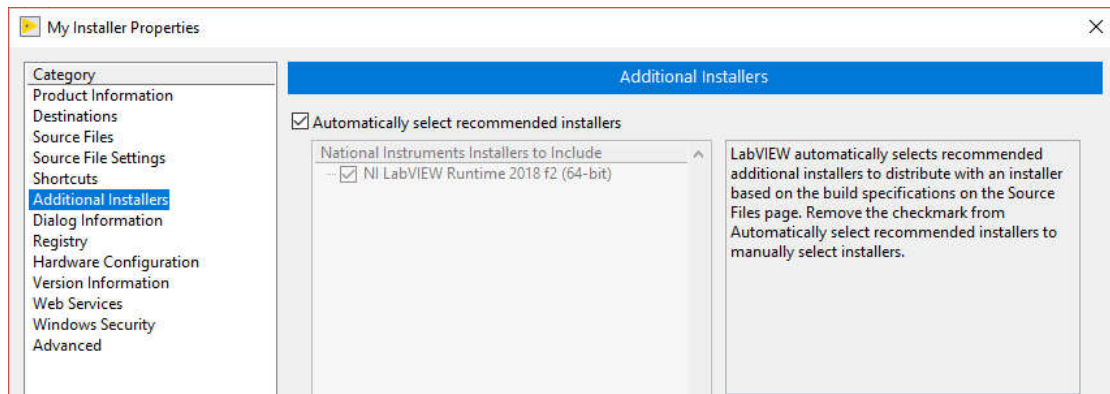 My Installer Properties
Category
Product Information
Destinations
Source Files
Source File Settings
Shortcuts
Additional Installers
Dialog Information
Registry
Hardware Configuration
Version Information
Web Services
Windows Security
Advanced
Additional Installers
Automatically select recommended installers
National Instruments Installers to Include
NI LabVIEW Runtime 2018 f2 (64-bit)
LabVIEW automatically selects recommended
additional installers to distribute with an installer
based on the build specifications on the Source
Files page. Remove the checkmark from
Automatically select recommended installers to
manually select installers.